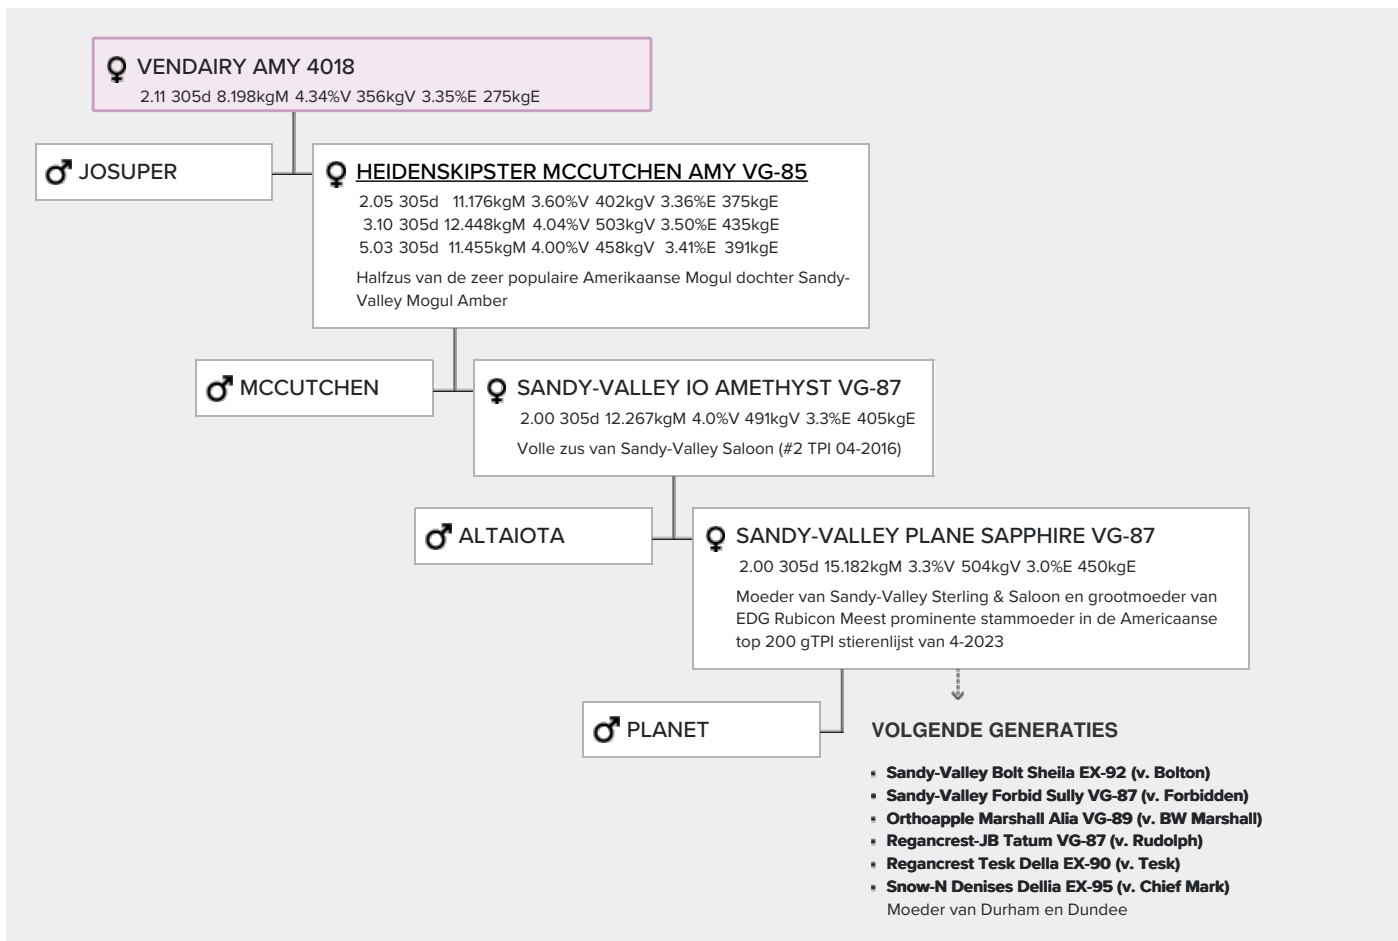 VENDAIRY AMY 4018
2.11 305d 8.198kgM 4.34%V 356kgV 3.35%E 275kgE
JOSUPER
HEIDENSKIPSTER MCCUTCHEN AMY VG-85
2.05 305d 11.176kgM 3.60%V 402kgV 3.36%E 375kgE
3.10 305d 12.448kgM 4.04%V 503kgV 3.50%E 435kgE
5.03 305d 11.455kgM 4.00%V 458kgV 3.41%E 391kgE
Halfzus van de zeer populaire Amerikaanse Mogul dochter Sandy-
Valley Mogul Amber
MCCUTCHEN
SANDY-VALLEY IO AMETHYST VG-87
2.00 305d 12.267kgM 4.0%V 491kgV 3.3%E 405kgE
Volle zus van Sandy-Valley Saloon (#2 TPI 04-2016)
ALTAIOTA
SANDY-VALLEY PLANE SAPPHIRE VG-87
2.00 305d 15.182kgM 3.3%V 504kgV 3.0%E 450kgE
Moeder van Sandy-Valley Sterling & Saloon en grootmoeder van
EDG Rubicon Meest prominente stammoeder in de Americaanse
top 200 gTPI stierenlijst van 4-2023
PLANET
VOLGENDE GENERATIES
▪ Sandy-Valley Bolt Sheila EX-92 (v. Bolton)
▪ Sandy-Valley Forbid Sully VG-87 (v. Forbidden)
▪ Orthoapple Marshall Alia VG-89 (v. BW Marshall)
▪ Regancrest-JB Tatum VG-87 (v. Rudolph)
▪ Regancrest Tesk Della EX-90 (v. Tesk)
▪ Snow-N Denises Dellia EX-95 (v. Chief Mark)
Moeder van Durham en Dundee